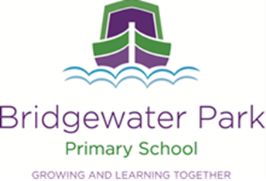 Bridgewater Park
Primary School
GROWING AND LEARNING TOGETHER